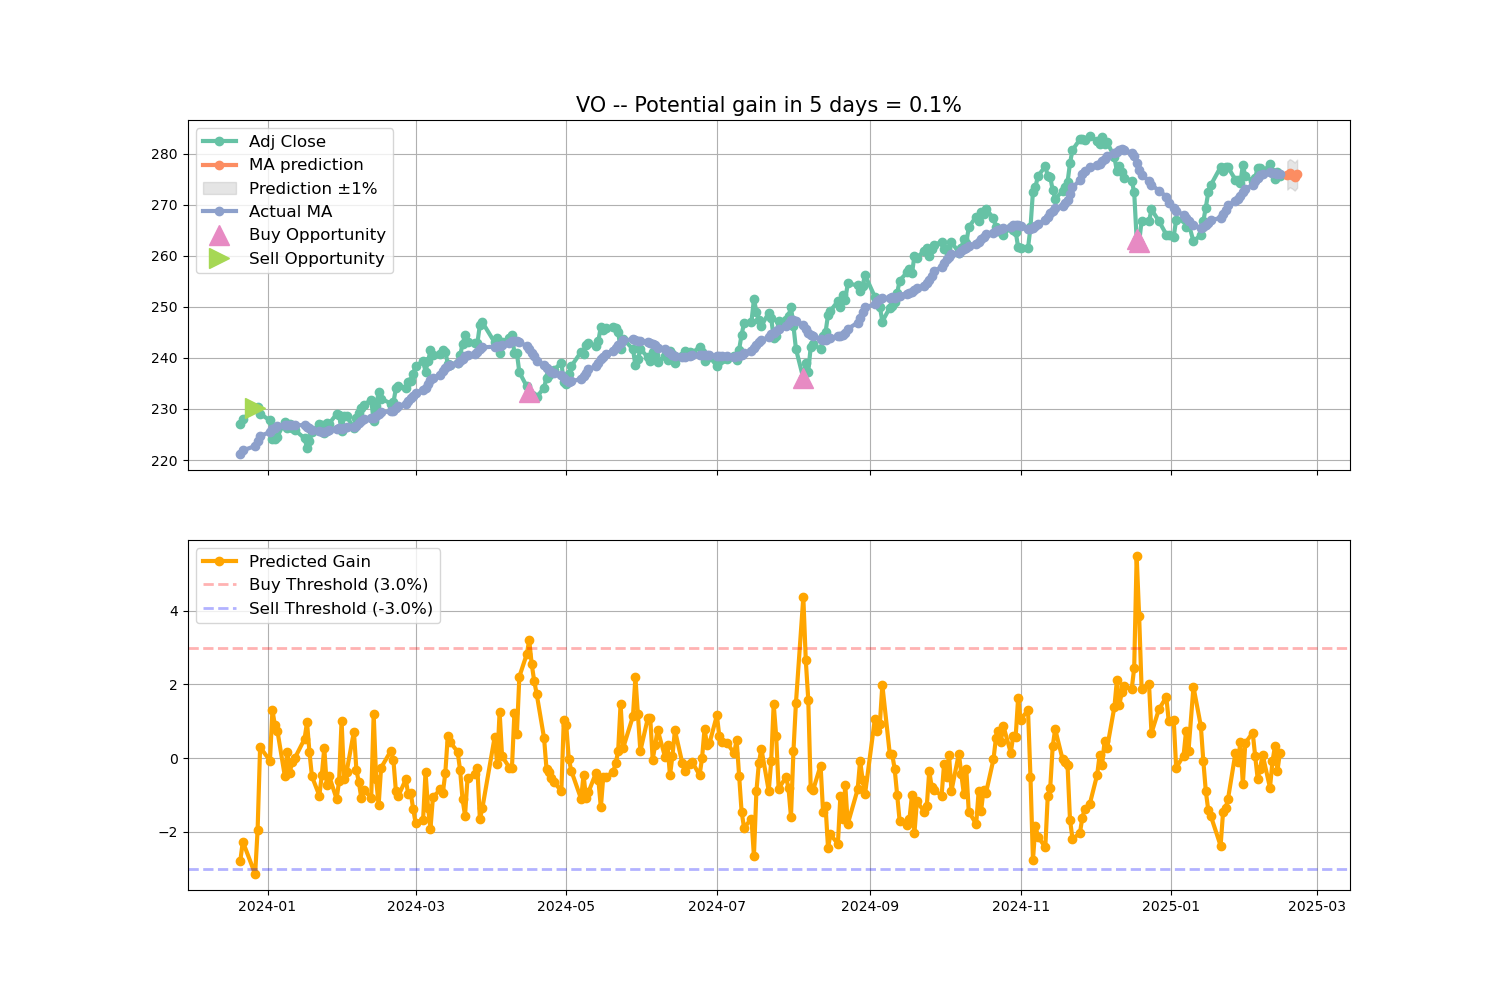 VO -- Potential gain in 5 days = 0.1%
Adj Close
MA prediction
Prediction ±1%
Actual MA
Buy Opportunity
Sell Opportunity
280
270
260
250
240
230
220
Predicted Gain
Buy Threshold (3.0%)
Sell Threshold (-3.0%)
4
2
0
−2
2024-01
2024-03
2024-05
2024-07
2024-09
2024-11
2025-01
2025-03